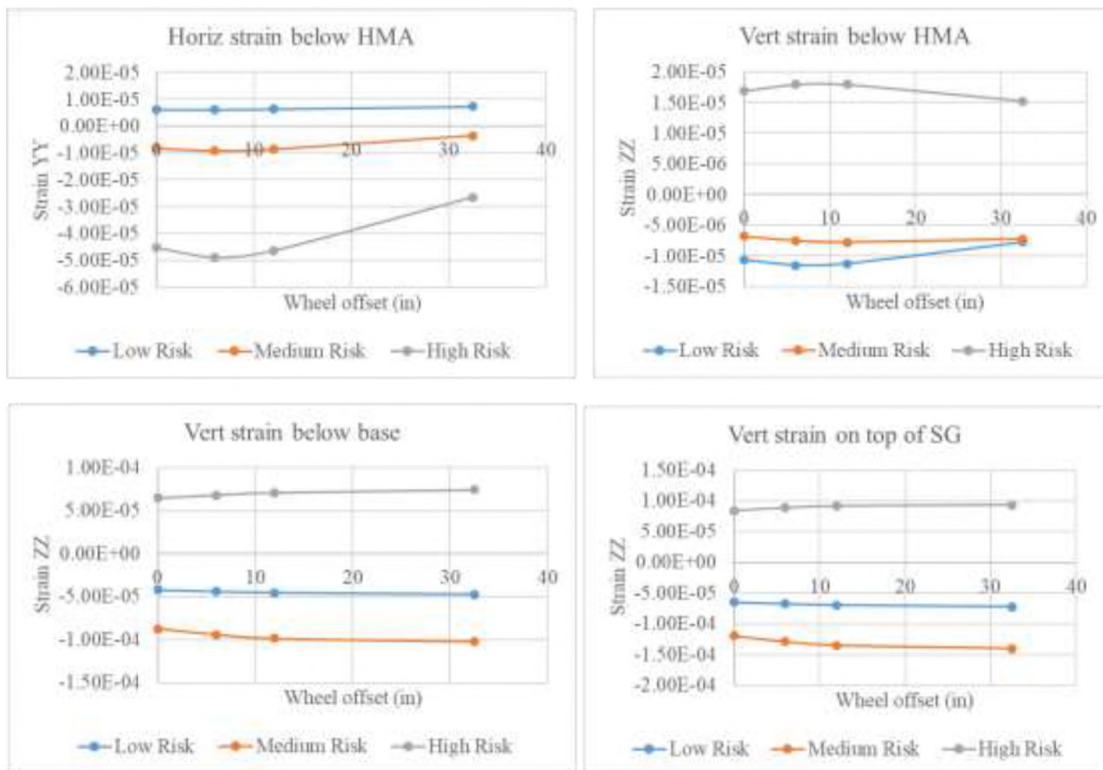 Horiz strain below HMA
2.00E-05
1.00E-05
0.00E+00
-1.00E-05
-2.00E-05
-3.00E-05
-4.00E-05
-5.00E-05
-6.00E-05
0 10 20 30 40
Strain YY
Wheel offset (in)
Low Risk Medium Risk High Risk
Vert strain below HMA
2.00E-05
1.50E-05
1.00E-05
5.00E-06
0.00E+00
-5.00E-06
-1.00E-05
-1.50E-05
0 10 20 30 40
Strain ZZ
Wheel offset (in)
Low Risk Medium Risk High Risk
Vert strain below base
1.00E-04
5.00E-05
0.00E+00
-5.00E-05
-1.00E-04
-1.50E-04
0 10 20 30 40
Strain ZZ
Wheel offset (in)
Low Risk Medium Risk High Risk
Vert strain on top of SG
1.50E-04
1.00E-04
5.00E-05
0.00E+00
-5.00E-05
-1.00E-04
-1.50E-04
-2.00E-04
0 10 20 30 40
Strain ZZ
Wheel offset (in)
Low Risk Medium Risk High Risk